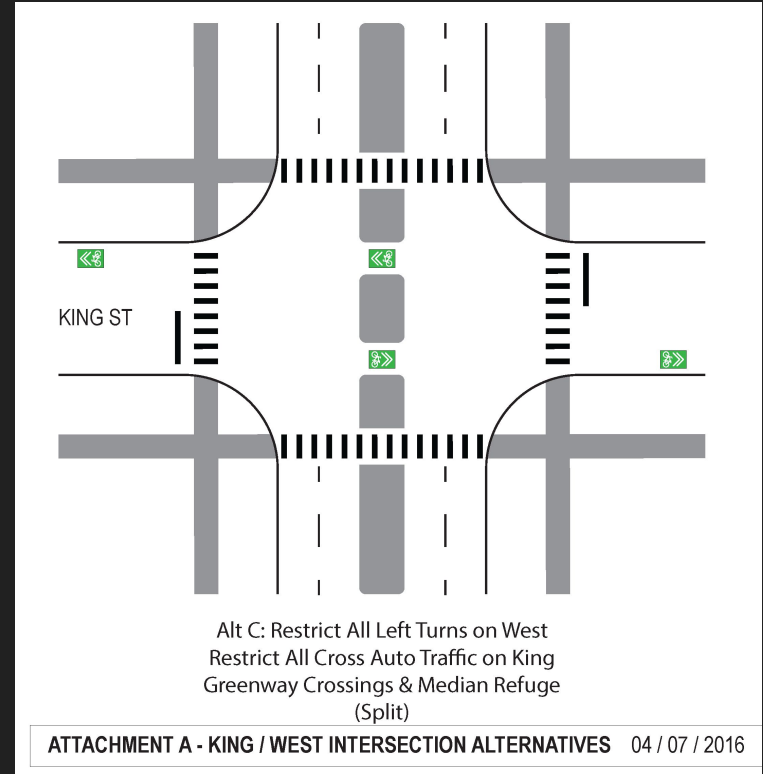 KING ST
Alt C: Restrict All Left Turns on West
Restrict All Cross Auto Traffic on King
Greenway Crossings & Median Refuge
(Split)
ATTACHMENT A - KING / WEST INTERSECTION ALTERNATIVES 04 / 07 / 2016